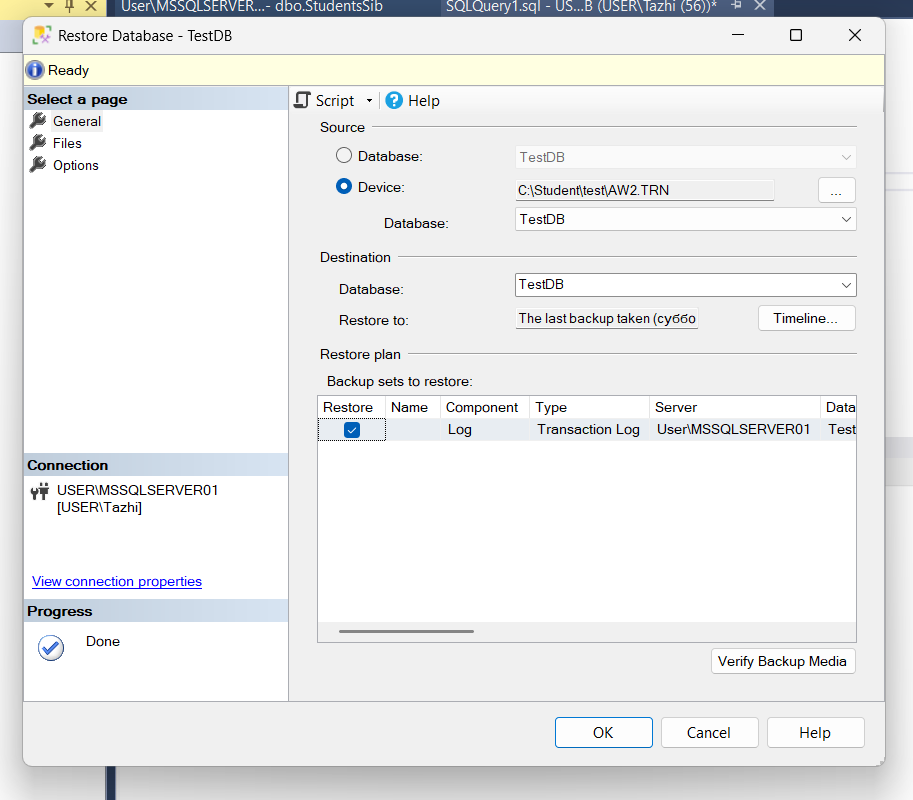 User\MSSQLSERVER...- dbo.StudentsSib
SQLQuery1.sql - US...B (USER\Tazhi (56))*
Restore Database - TestDB
Ready
Select a page
General
Files
Options
Script
Help
Source
Database:
TestDB
Device:
C:\Student\test\AW2.TRN
...
Database:
TestDB
Destination
Database:
TestDB
Restore to:
The last backup taken (суббо
Timeline...
Restore plan
Backup sets to restore:
Restore Name Component Type Server Data
Log Transaction Log User\MSSQLSERVER01 Test
Verify Backup Media
Connection
USER\MSSQLSERVER01
[USER\Tazhi]
View connection properties
Progress
Done
OK Cancel Help